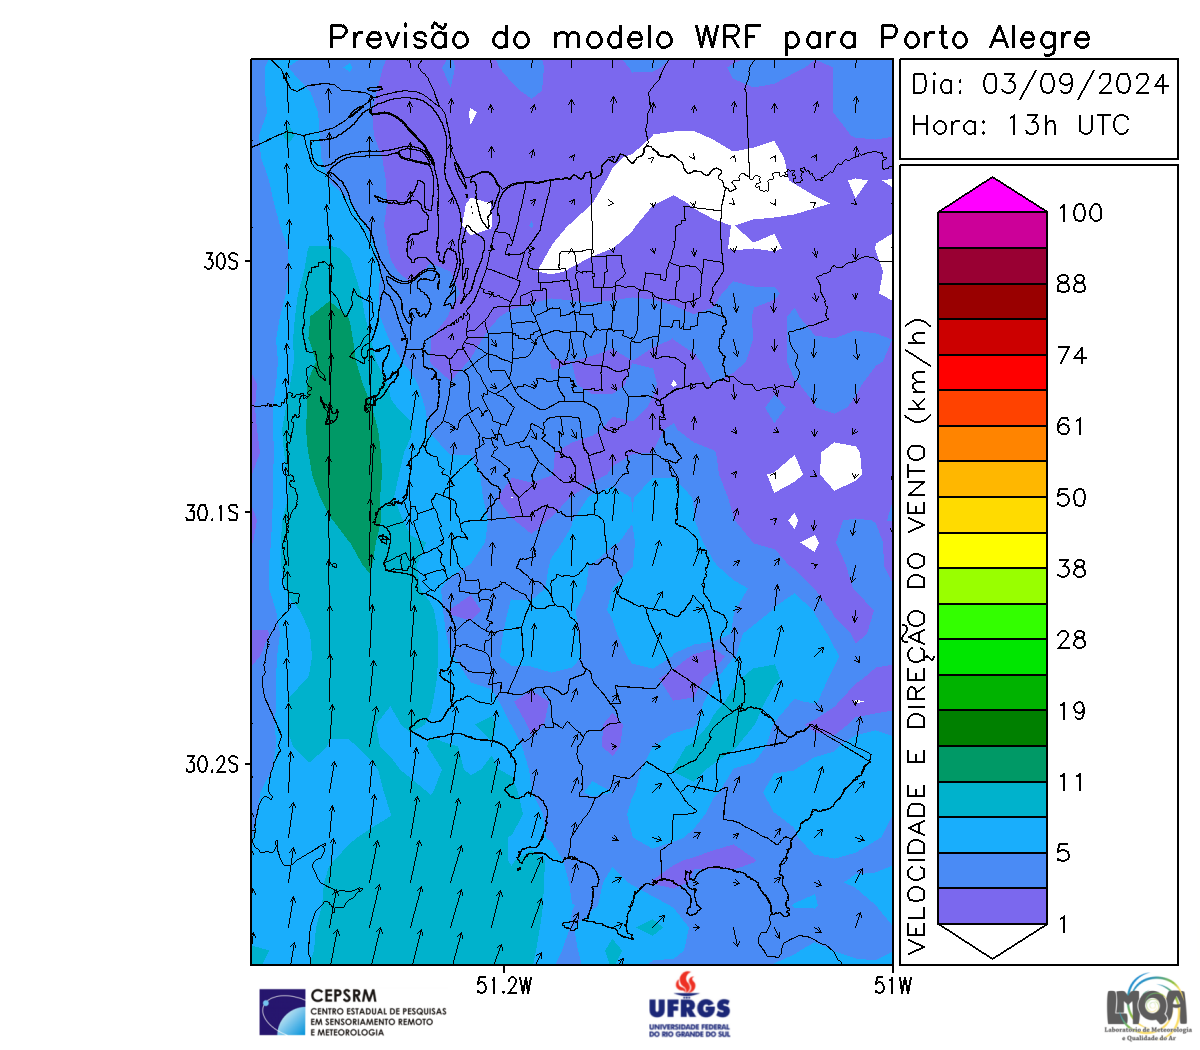 Previsão do modelo WRF para Porto Alegre
Dia: 03/09/2024
Hora: 13h UTC
30S
30.1S
30.2S
51.2W
51W
VELOCIDADE E DIREÇÃO DO VENTO (km/h)
100
88
74
61
50
38
28
19
11
5
1
CEPSRM
CENTRO ESTADUAL DE PESQUISAS
EM SENSORIAMENTO REMOTO
E METEOROLOGIA
UFRGS
UNIVERSIDADE FEDERAL
DO RIO GRANDE DO SUL
LMQA
Laboratório de Meteorologia
e Qualidade do Ar